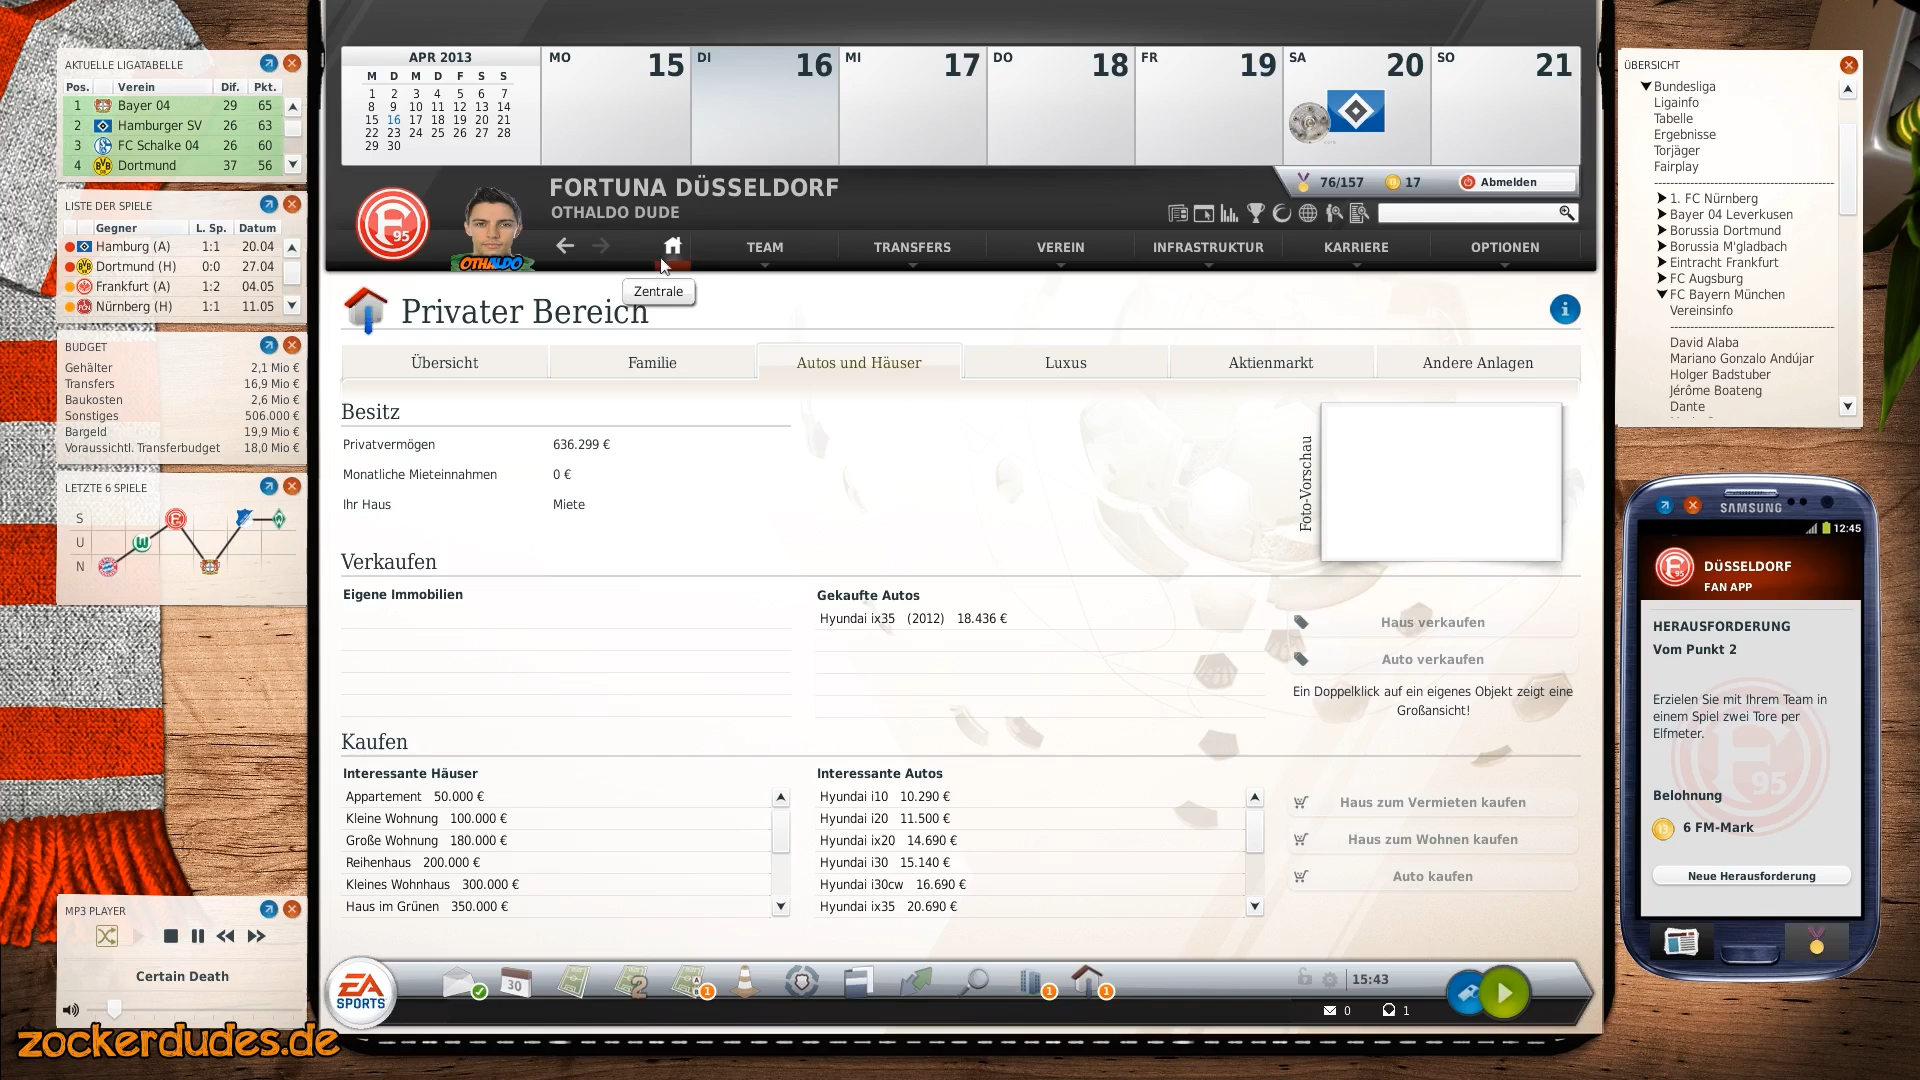 AKTUELLE LIGATABELLE
Pos. Verein Dif. Pkt.
1 Bayer 04 29 65
2 Hamburger SV 26 63
3 FC Schalke 04 26 60
4 Dortmund 37 56
LISTE DER SPIELE
Gegner L. Sp. Datum
Hamburg (A) 1:1 20.04
Dortmund (H) 0:0 27.04
Frankfurt (A) 1:2 04.05
Nürnberg (H) 1:1 11.05
BUDGET
Gehälter 2,1 Mio €
Transfers 16,9 Mio €
Baukosten 2,6 Mio €
Sonstiges 506.000 €
Bargeld 19,9 Mio €
Voraussichtl. Transferbudget 18,0 Mio €
LETZTE 6 SPIELE
S
U
N
MP3 PLAYER
Certain Death
zockerdudes.de
APR 2013
M D M D F S S
1 2 3 4 5 6 7
8 9 10 11 12 13 14
15 16 17 18 19 20 21
22 23 24 25 26 27 28
29 30
MO 15
DI 16
MI 17
DO 18
FR 19
SA 20
SO 21
FORTUNA DÜSSELDORF
OTHALDO DUDE
F 95
OTHALDO
76/157 17 Abmelden
TEAM TRANSFERS VEREIN INFRASTRUKTUR KARRIERE OPTIONEN
Zentrale
Privater Bereich
Übersicht Familie Autos und Häuser Luxus Aktienmarkt Andere Anlagen
Besitz
Privatvermögen 636.299 €
Monatliche Mieteinnahmen 0 €
Ihr Haus Miete
Foto-Vorschau
Verkaufen
Eigene Immobilien
Gekaufte Autos
Hyundai ix35 (2012) 18.436 €
Haus verkaufen
Auto verkaufen
Ein Doppelklick auf ein eigenes Objekt zeigt eine
Großansicht!
Kaufen
Interessante Häuser
Appartement 50.000 €
Kleine Wohnung 100.000 €
Große Wohnung 180.000 €
Reihenhaus 200.000 €
Kleines Wohnhaus 300.000 €
Haus im Grünen 350.000 €
Interessante Autos
Hyundai i10 10.290 €
Hyundai i20 11.500 €
Hyundai ix20 14.690 €
Hyundai i30 15.140 €
Hyundai i30cw 16.690 €
Hyundai ix35 20.690 €
Haus zum Vermieten kaufen
Haus zum Wohnen kaufen
Auto kaufen
EA SPORTS
30
2
1
1
1
15:43
0 1
ÜBERSICHT
Bundesliga
Ligainfo
Tabelle
Ergebnisse
Torjäger
Fairplay
1. FC Nürnberg
Bayer 04 Leverkusen
Borussia Dortmund
Borussia M'gladbach
Eintracht Frankfurt
FC Augsburg
FC Bayern München
Vereinsinfo
David Alaba
Mariano Gonzalo Andújar
Holger Badstuber
Jérôme Boateng
Dante
SAMSUNG
12:45
DÜSSELDORF
FAN APP
HERAUSFORDERUNG
Vom Punkt 2
Erzielen Sie mit Ihrem Team in
einem Spiel zwei Tore per
Elfmeter.
Belohnung
13 6 FM-Mark
Neue Herausforderung